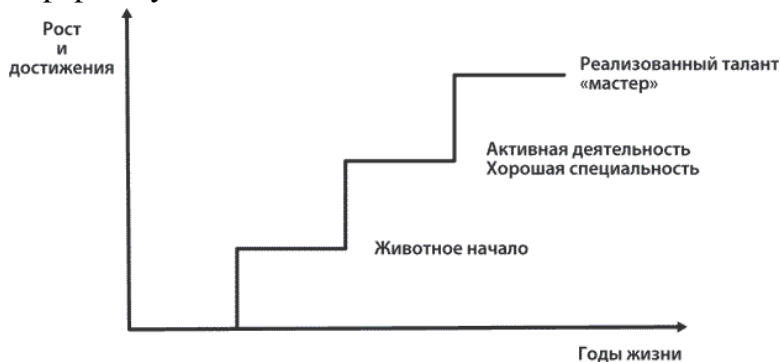 Рост
и
достижения
Реализованный талант
«мастер»
Активная деятельность
Хорошая специальность
Животное начало
Годы жизни